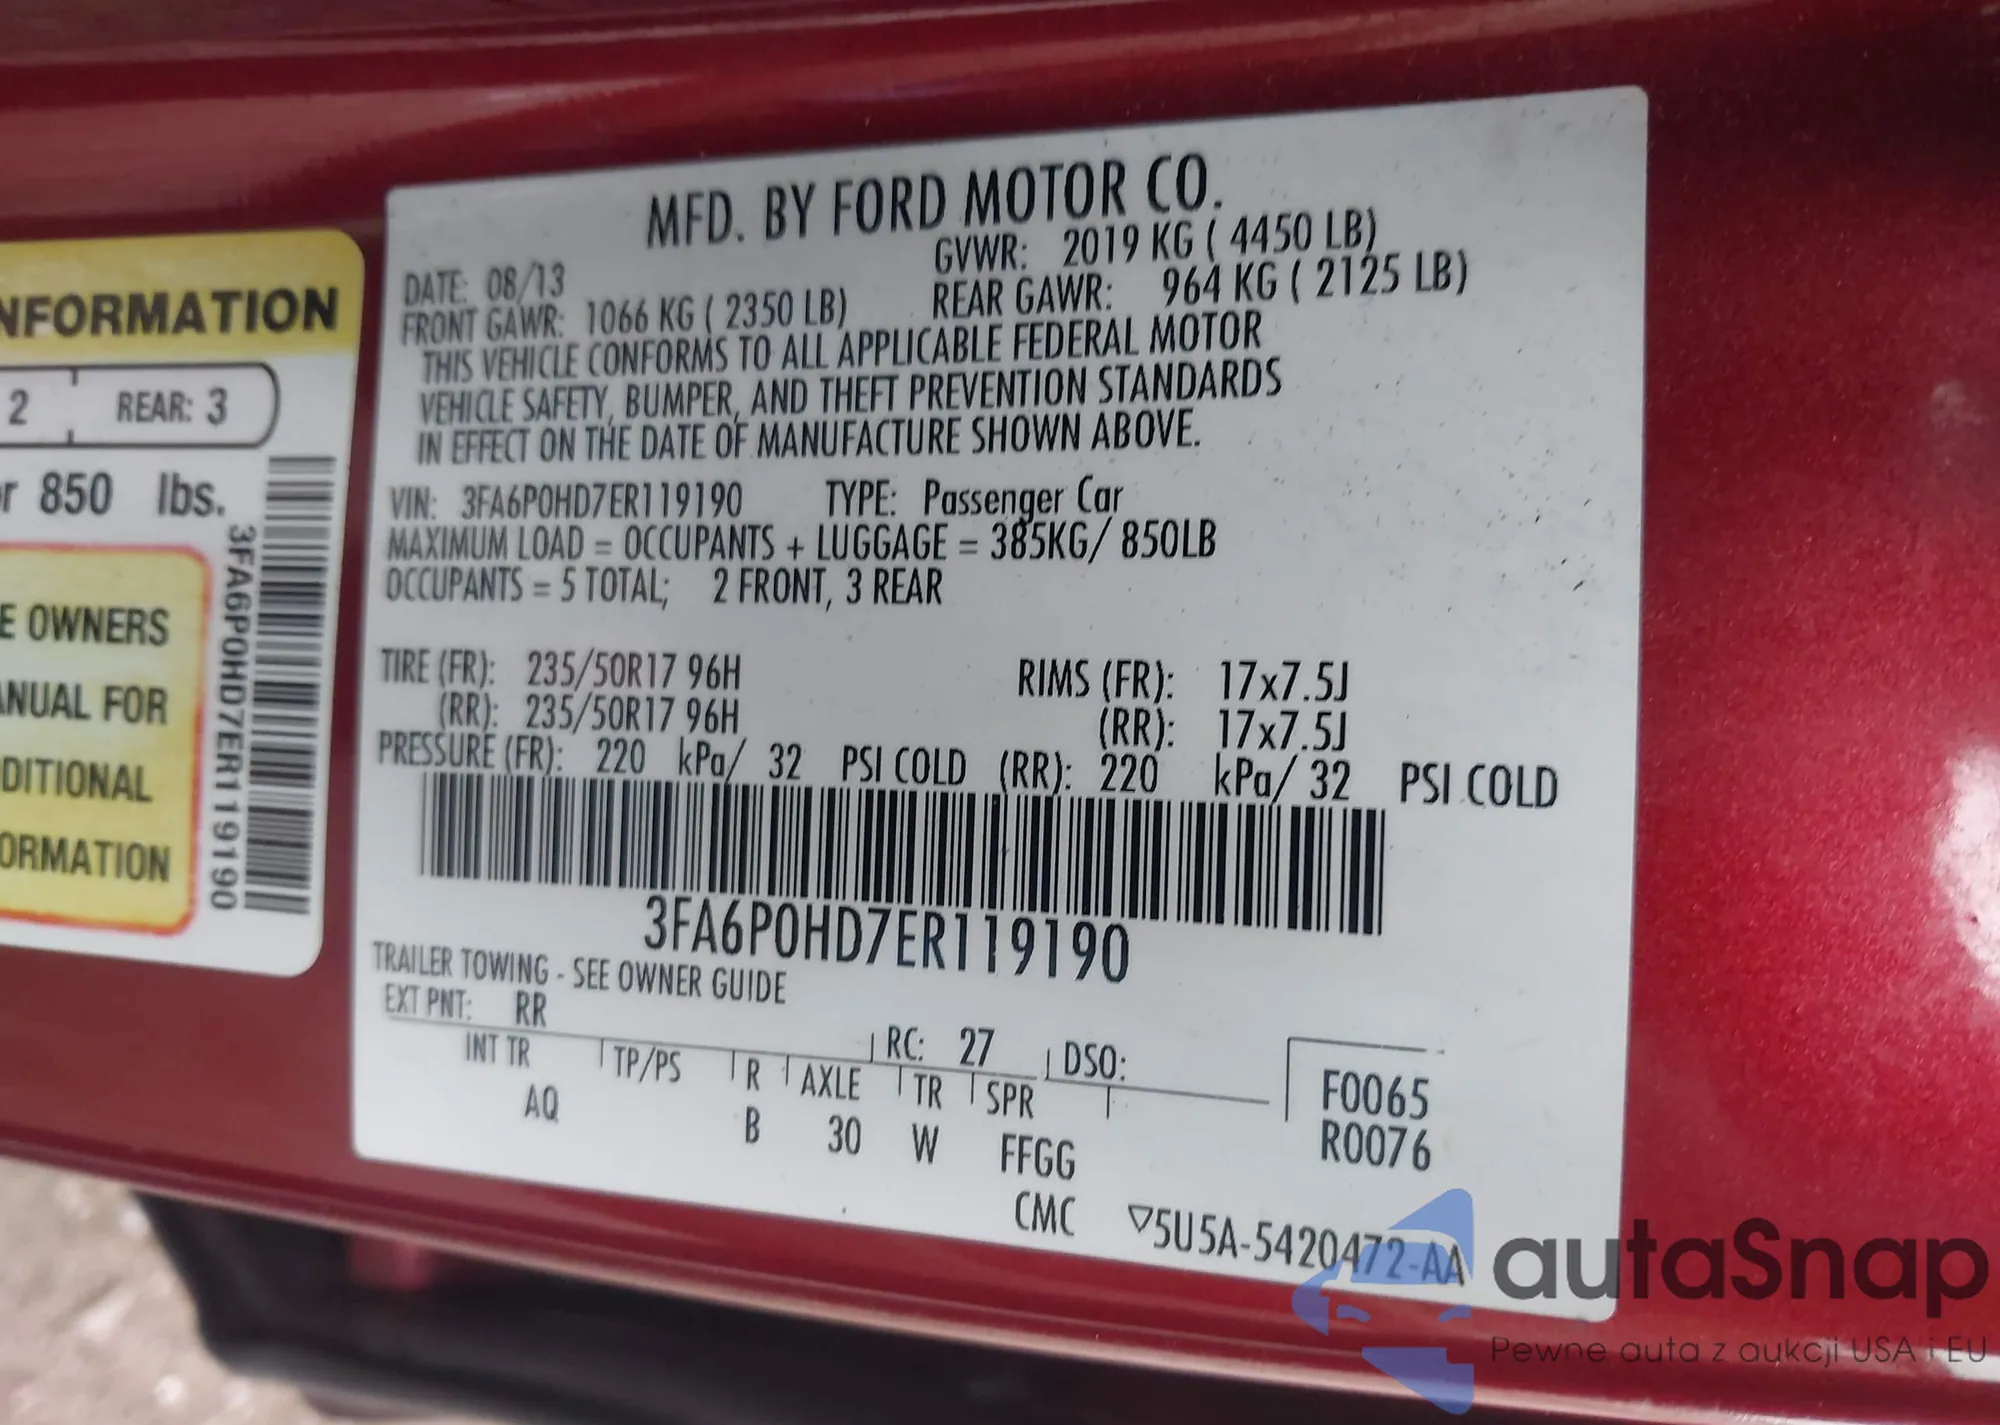 NFORMATION
2 REAR: 3
r 850 lbs.
3FA6P0HD7ER119190
E OWNERS
ANUAL FOR
DITIONAL
ORMATION
MFD. BY FORD MOTOR CO.
DATE: 08/13 GVWR: 2019 KG ( 4450 LB)
FRONT GAWR: 1066 KG ( 2350 LB) REAR GAWR: 964 KG ( 2125 LB)
THIS VEHICLE CONFORMS TO ALL APPLICABLE FEDERAL MOTOR
VEHICLE SAFETY, BUMPER, AND THEFT PREVENTION STANDARDS
IN EFFECT ON THE DATE OF MANUFACTURE SHOWN ABOVE.
VIN: 3FA6P0HD7ER119190 TYPE: Passenger Car
MAXIMUM LOAD = OCCUPANTS + LUGGAGE = 385KG/ 850LB
OCCUPANTS = 5 TOTAL; 2 FRONT, 3 REAR
TIRE (FR): 235/50R17 96H RIMS (FR): 17x7.5J
(RR): 235/50R17 96H (RR): 17x7.5J
PRESSURE (FR): 220 kPa/ 32 PSI COLD (RR): 220 kPa/ 32 PSI COLD
3FA6P0HD7ER119190
TRAILER TOWING - SEE OWNER GUIDE
EXT PNT: RR RC: 27 DSO:
INT TR TP/PS R AXLE TR SPR F0065
AQ B 30 W FFGG R0076
CMC ▽5U5A-5420472-AA
autaSnap
Pewne auta z aukcji USA i EU